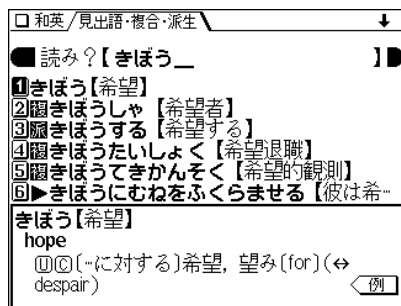 和英/見出語・複合・派生
読み？【きぼう__ 】
1きぼう【希望】
2複きぼうしゃ【希望者】
3派きぼうする【希望する】
4複きぼうたいしょく【希望退職】
5複きぼうてきかんそく【希望的観測】
6▶きぼうにむねをふくらませる【彼は希…
きぼう【希望】
hope
ⓊⒸ〔…に対する〕希望, 望み〔for〕(↔
despair) 例